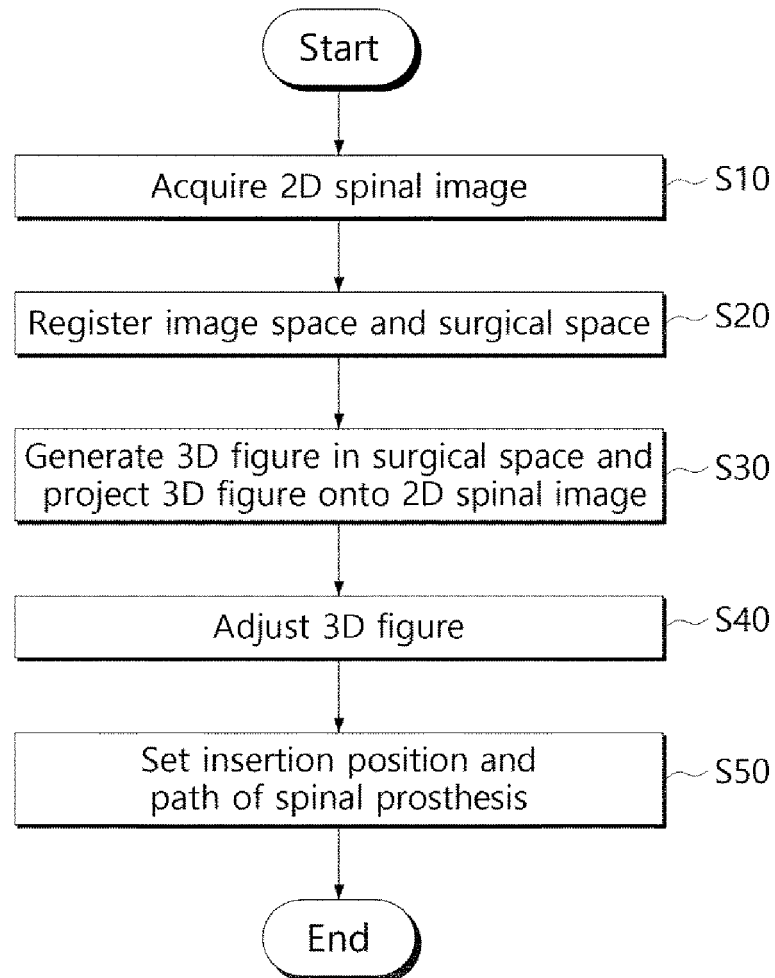 Start
Acquire 2D spinal image
S10
Register image space and surgical space
S20
Generate 3D figure in surgical space and
project 3D figure onto 2D spinal image
S30
Adjust 3D figure
S40
Set insertion position and
path of spinal prosthesis
S50
End